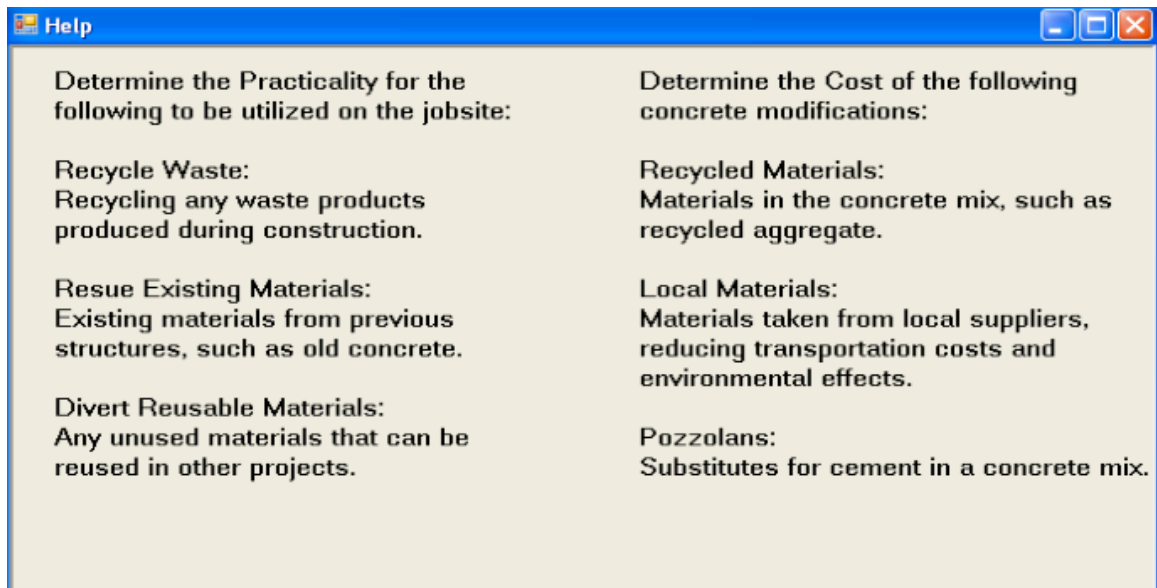 Help
Determine the Practicality for the
following to be utilized on the jobsite:
Recycle Waste:
Recycling any waste products
produced during construction.
Resue Existing Materials:
Existing materials from previous
structures, such as old concrete.
Divert Reusable Materials:
Any unused materials that can be
reused in other projects.
Determine the Cost of the following
concrete modifications:
Recycled Materials:
Materials in the concrete mix, such as
recycled aggregate.
Local Materials:
Materials taken from local suppliers,
reducing transportation costs and
environmental effects.
Pozzolans:
Substitutes for cement in a concrete mix.